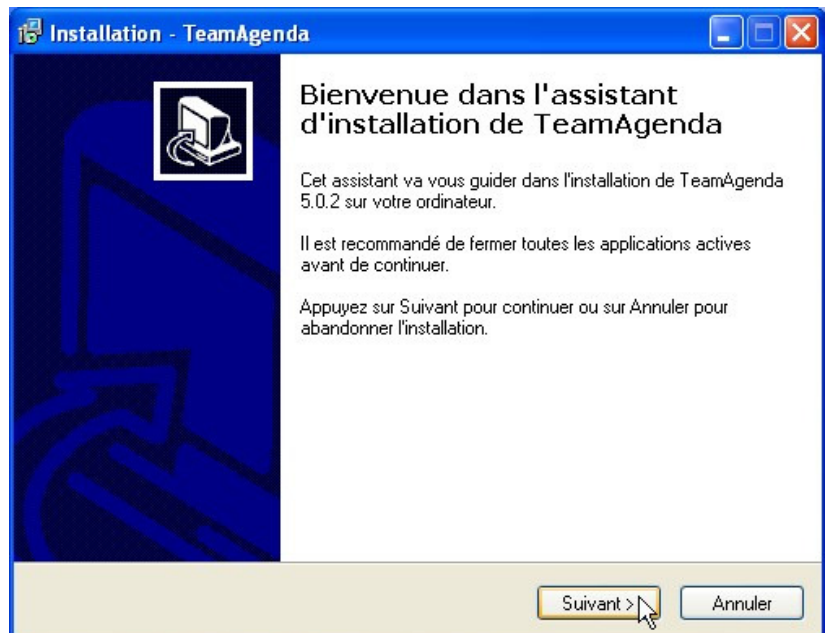 Installation - TeamAgenda
Bienvenue dans l'assistant
d'installation de TeamAgenda
Cet assistant va vous guider dans l'installation de TeamAgenda
5.0.2 sur votre ordinateur.
Il est recommandé de fermer toutes les applications actives
avant de continuer.
Appuyez sur Suivant pour continuer ou sur Annuler pour
abandonner l'installation.
Suivant > Annuler